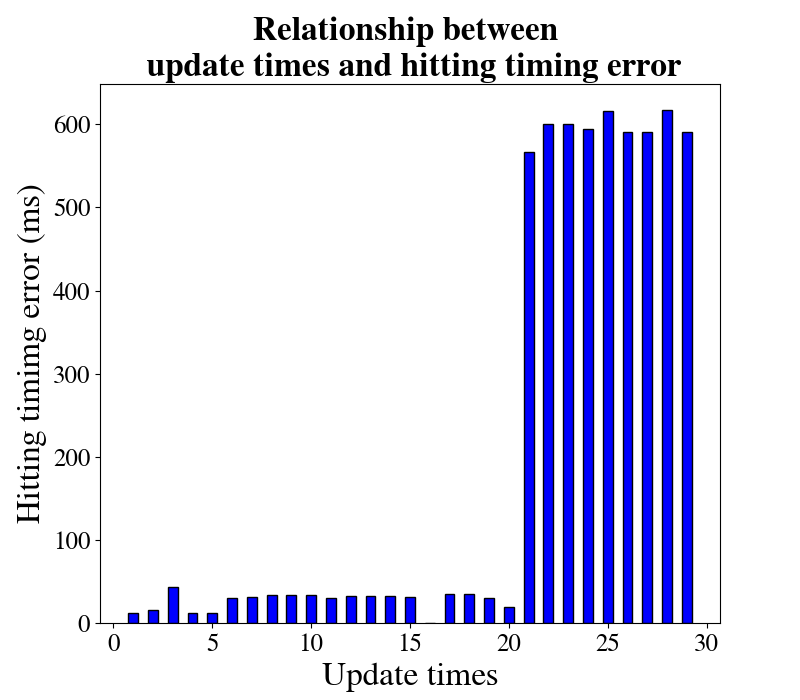 Relationship between
update times and hitting timing error
Hitting timimg error (ms)
600
500
400
300
200
100
0
0 5 10 15 20 25 30
Update times